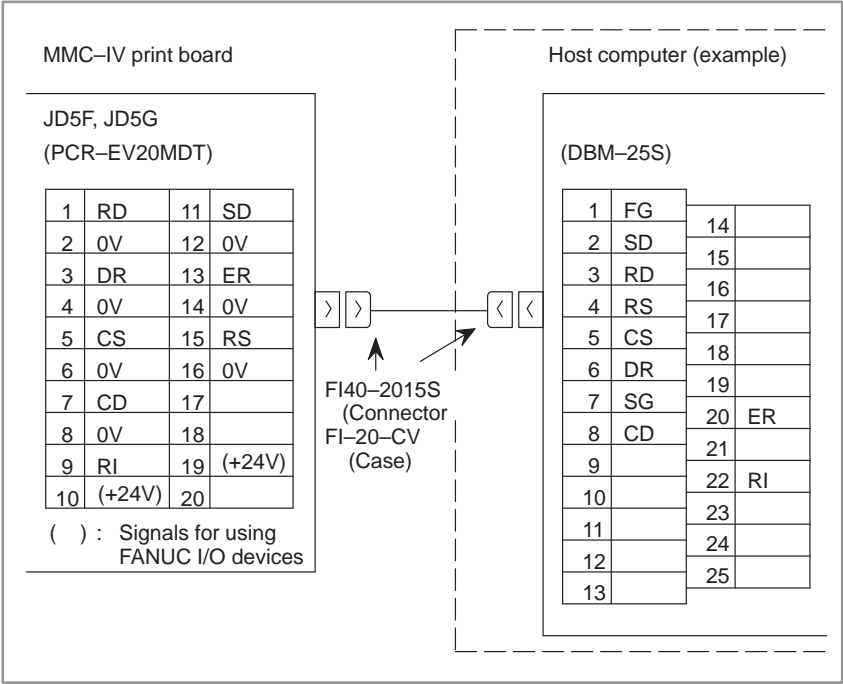 MMC–IV print board
Host computer (example)
JD5F, JD5G
(PCR–EV20MDT)
1 RD 11 SD
2 0V 12 0V
3 DR 13 ER
4 0V 14 0V
5 CS 15 RS
6 0V 16 0V
7 CD 17
8 0V 18
9 RI 19 (+24V)
10 (+24V) 20
( ) : Signals for using
FANUC I/O devices
FI40–2015S
(Connector
FI–20–CV
(Case)
(DBM–25S)
1 FG
2 SD
3 RD
4 RS
5 CS
6 DR
7 SG
8 CD
9
10
11
12
13
14
15
16
17
18
19
20 ER
21
22 RI
23
24
25